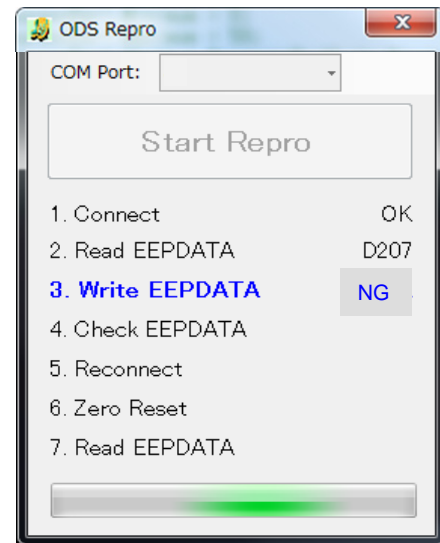 ODS Repro
COM Port:
Start Repro
1. Connect OK
2. Read EEPDATA D207
3. Write EEPDATA NG
4. Check EEPDATA
5. Reconnect
6. Zero Reset
7. Read EEPDATA